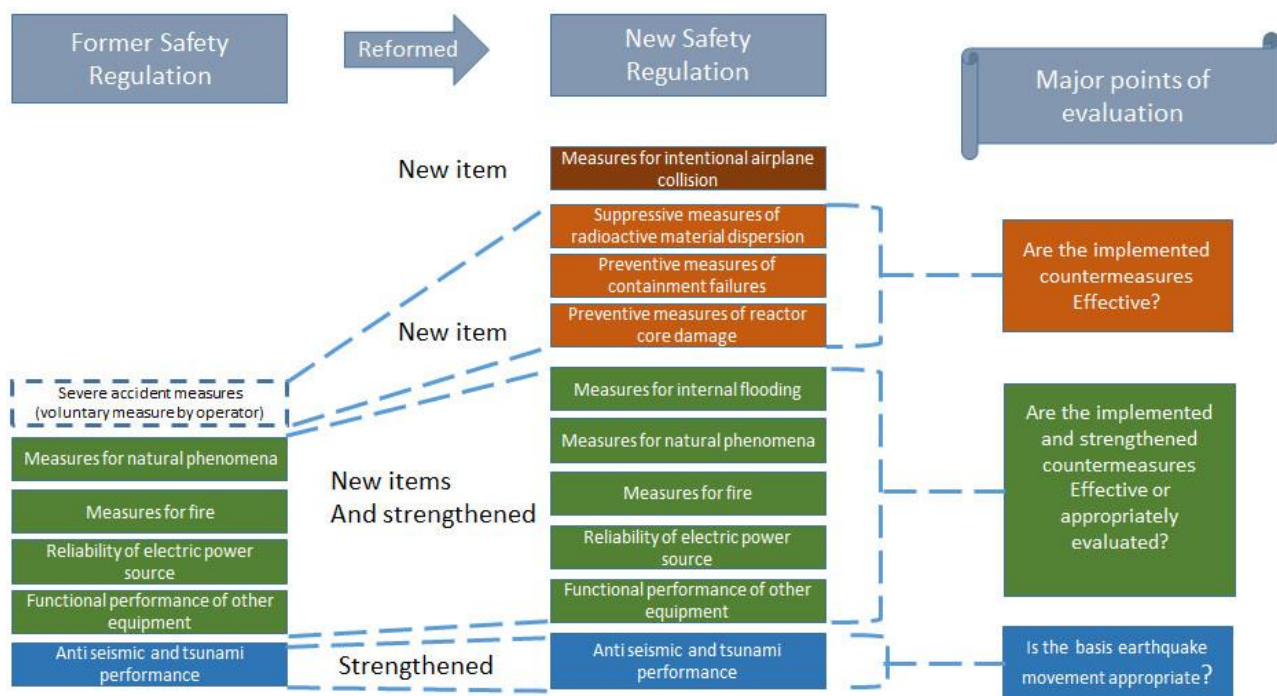 Former Safety
Regulation
Reformed
New Safety
Regulation
Major points of
evaluation
New item
Measures for intentional airplane
collision
Suppressive measures of
radioactive material dispersion
Preventive measures of
containment failures
New item
Preventive measures of reactor
core damage
Are the implemented
countermeasures
Effective?
Severe accident measures
(voluntary measure by operator)
Measures for natural phenomena
Measures for fire
Reliability of electric power
source
Functional performance of other
equipment
Anti seismic and tsunami
performance
New items
And strengthened
Strengthened
Measures for internal flooding
Measures for natural phenomena
Measures for fire
Reliability of electric power
source
Functional performance of other
equipment
Anti seismic and tsunami
performance
Are the implemented
and strengthened
countermeasures
Effective or
appropriately
evaluated?
Is the basis earthquake
movement appropriate?